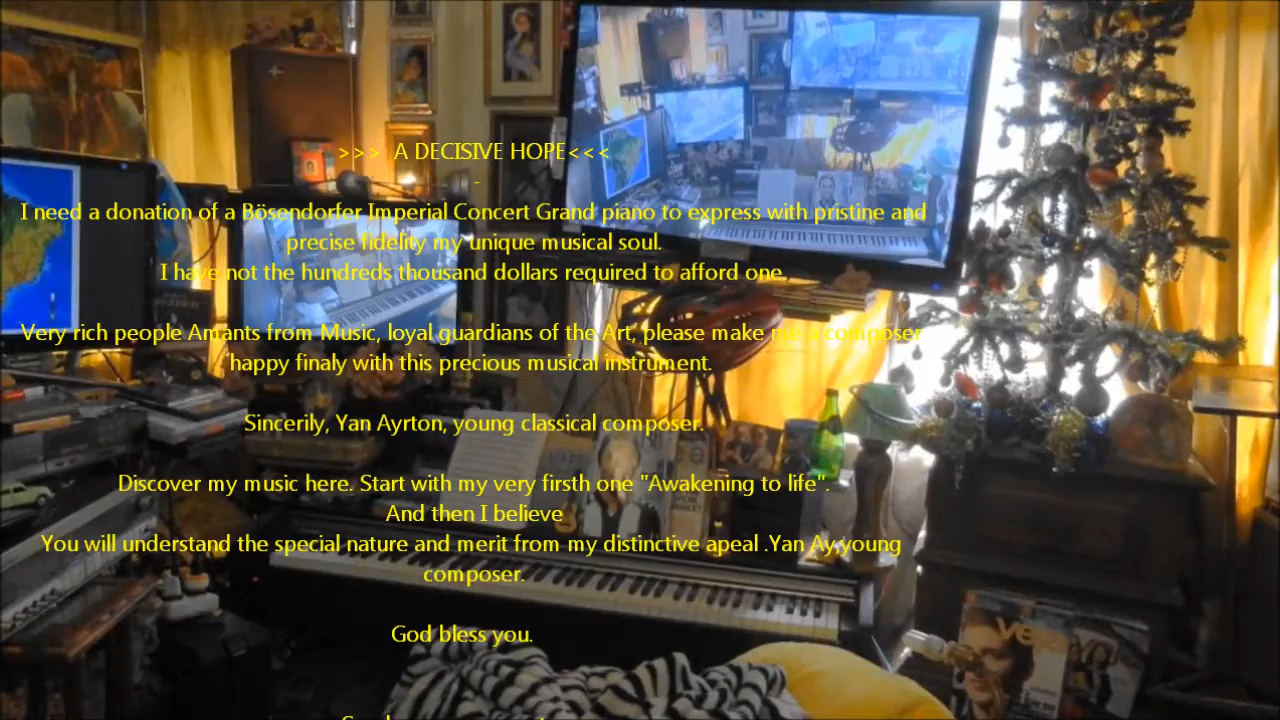 >>> A DECISIVE HOPE<<<
-
I need a donation of a Bösendorfer Imperial Concert Grand piano to express with pristine and
precise fidelity my unique musical soul.
I have not the hundreds thousand dollars required to afford one.
Very rich people Amants from Music, loyal guardians of the Art, please make me a composer
happy finaly with this precious musical instrument.
Sincerily, Yan Ayrton, young classical composer.
Discover my music here. Start with my very firsth one "Awakening to life".
And then I believe
You will understand the special nature and merit from my distinctive apeal .Yan Ay,young
composer.
God bless you.